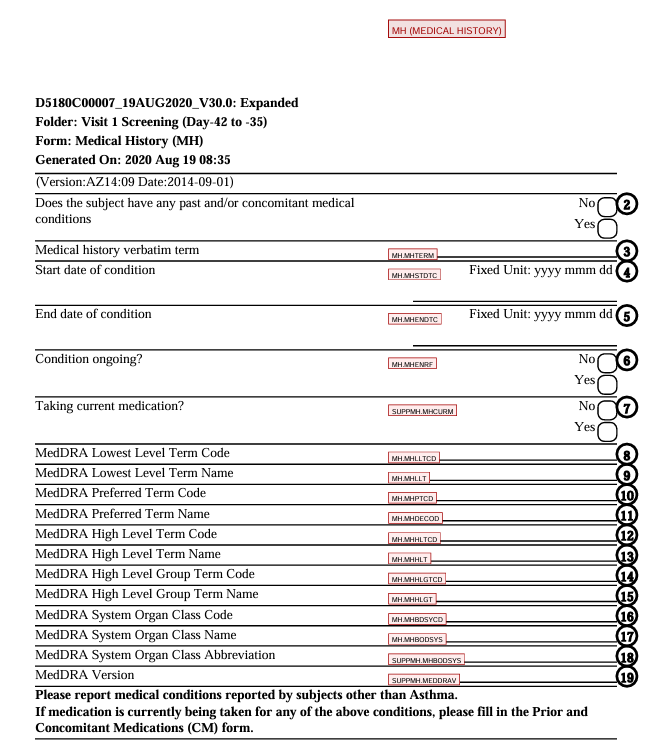 MH (MEDICAL HISTORY)
D5180C00007_19AUG2020_V30.0: Expanded
Folder: Visit 1 Screening (Day-42 to -35)
Form: Medical History (MH)
Generated On: 2020 Aug 19 08:35
(Version:AZ14:09 Date:2014-09-01)
Does the subject have any past and/or concomitant medical No 2
conditions Yes
Medical history verbatim term MH.MHTERM 3
Start date of condition MH.MHSTDTC Fixed Unit: yyyy mmm dd 4
End date of condition MH.MHENDTC Fixed Unit: yyyy mmm dd 5
Condition ongoing? MH.MHENRF No 6
Yes
Taking current medication? SUPPMH.MHCURM No 7
Yes
MedDRA Lowest Level Term Code MH.MHLLTCD 8
MedDRA Lowest Level Term Name MH.MHLLT 9
MedDRA Preferred Term Code MH.MHPTCD 10
MedDRA Preferred Term Name MH.MHDECOD 11
MedDRA High Level Term Code MH.MHHLTCD 12
MedDRA High Level Term Name MH.MHHLT 13
MedDRA High Level Group Term Code MH.MHHLGTCD 14
MedDRA High Level Group Term Name MH.MHHLGT 15
MedDRA System Organ Class Code MH.MHBDSYCD 16
MedDRA System Organ Class Name MH.MHBODSYS 17
MedDRA System Organ Class Abbreviation SUPPMH.MHBODSYS 18
MedDRA Version SUPPMH.MEDDRAV 19
Please report medical conditions reported by subjects other than Asthma.
If medication is currently being taken for any of the above conditions, please fill in the Prior and
Concomitant Medications (CM) form.